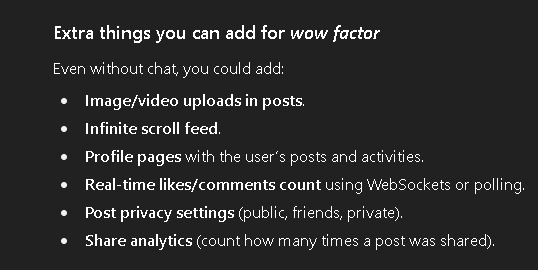 Extra things you can add for wow factor
Even without chat, you could add:
• Image/video uploads in posts.
• Infinite scroll feed.
• Profile pages with the user's posts and activities.
• Real-time likes/comments count using WebSockets or polling.
• Post privacy settings (public, friends, private).
• Share analytics (count how many times a post was shared).